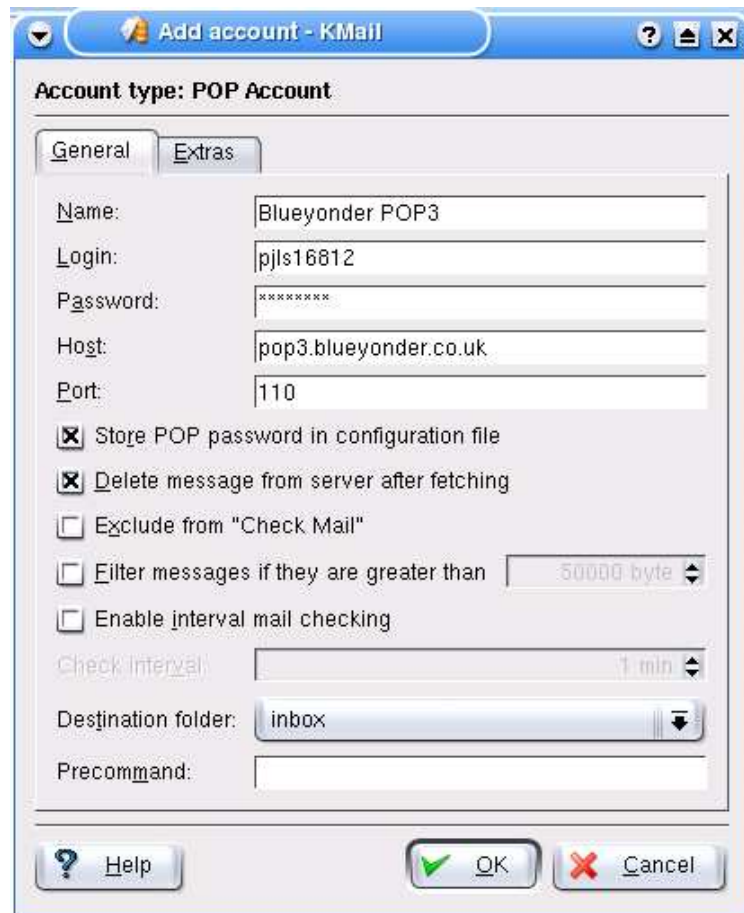 Add account - KMail
Account type: POP Account
General Extras
Name: Blueyonder POP3
Login: pjls16812
Password: ********
Host: pop3.blueyonder.co.uk
Port: 110
Store POP password in configuration file
Delete message from server after fetching
Exclude from "Check Mail"
Filter messages if they are greater than 50000 byte
Enable interval mail checking
Check interval: 1 min
Destination folder: inbox
Precommand:
Help OK Cancel